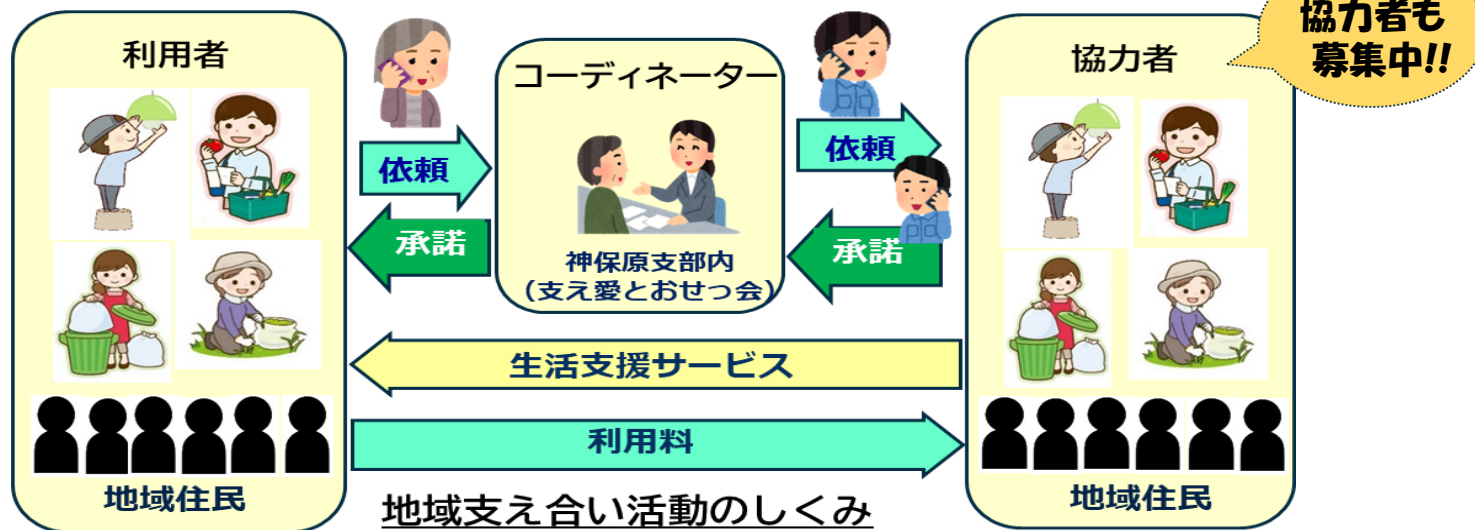 利用者
コーディネーター
協力者
協力者も
募集中!!
依頼
依頼
承諾
承諾
神保原支部内
（支え愛とおせっ会）
生活支援サービス
利用料
地域住民
地域住民
地域支え合い活動のしくみ